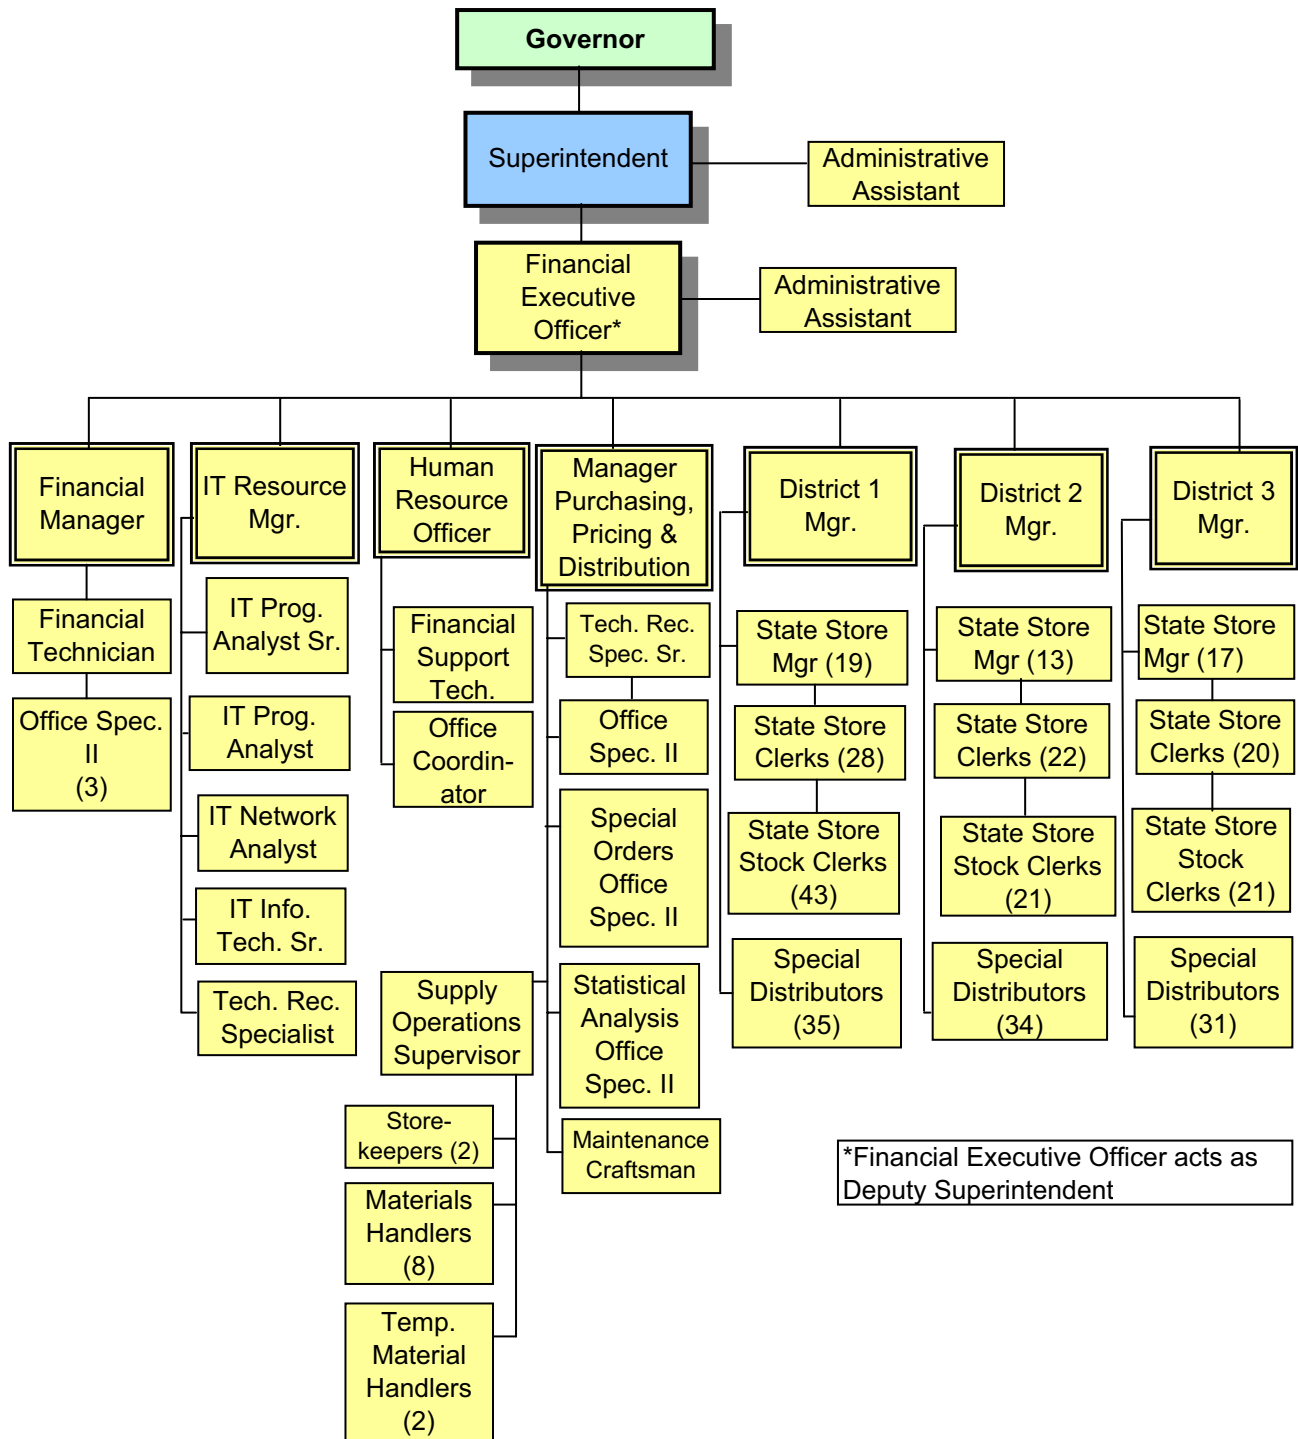 Governor
Superintendent
Administrative
Assistant
Financial
Executive
Officer*
Administrative
Assistant
Financial
Manager
IT Resource
Mgr.
Human
Resource
Officer
Manager
Purchasing,
Pricing &
Distribution
District 1
Mgr.
District 2
Mgr.
District 3
Mgr.
Financial
Technician
Office Spec.
II
(3)
IT Prog.
Analyst Sr.
IT Prog.
Analyst
IT Network
Analyst
IT Info.
Tech. Sr.
Tech. Rec.
Specialist
Financial
Support
Tech.
Office
Coordin-
ator
Tech. Rec.
Spec. Sr.
Office
Spec. II
Special
Orders
Office
Spec. II
Statistical
Analysis
Office
Spec. II
Maintenance
Craftsman
Supply
Operations
Supervisor
Store-
keepers (2)
Materials
Handlers
(8)
Temp.
Material
Handlers
(2)
State Store
Mgr (19)
State Store
Clerks (28)
State Store
Stock Clerks
(43)
Special
Distributors
(35)
State Store
Mgr (13)
State Store
Clerks (22)
State Store
Stock Clerks
(21)
Special
Distributors
(34)
State Store
Mgr (17)
State Store
Clerks (20)
State Store
Stock
Clerks (21)
Special
Distributors
(31)
*Financial Executive Officer acts as
Deputy Superintendent